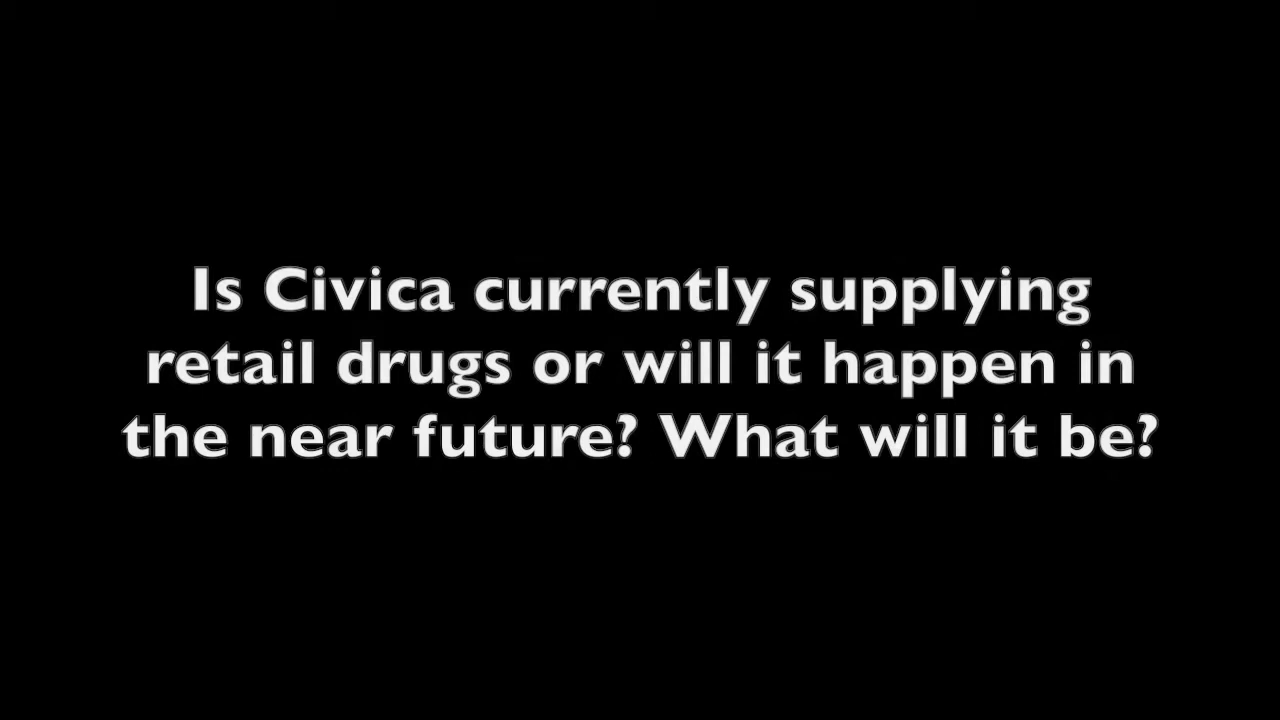 Is Civica currently supplying
retail drugs or will it happen in
the near future? What will it be?